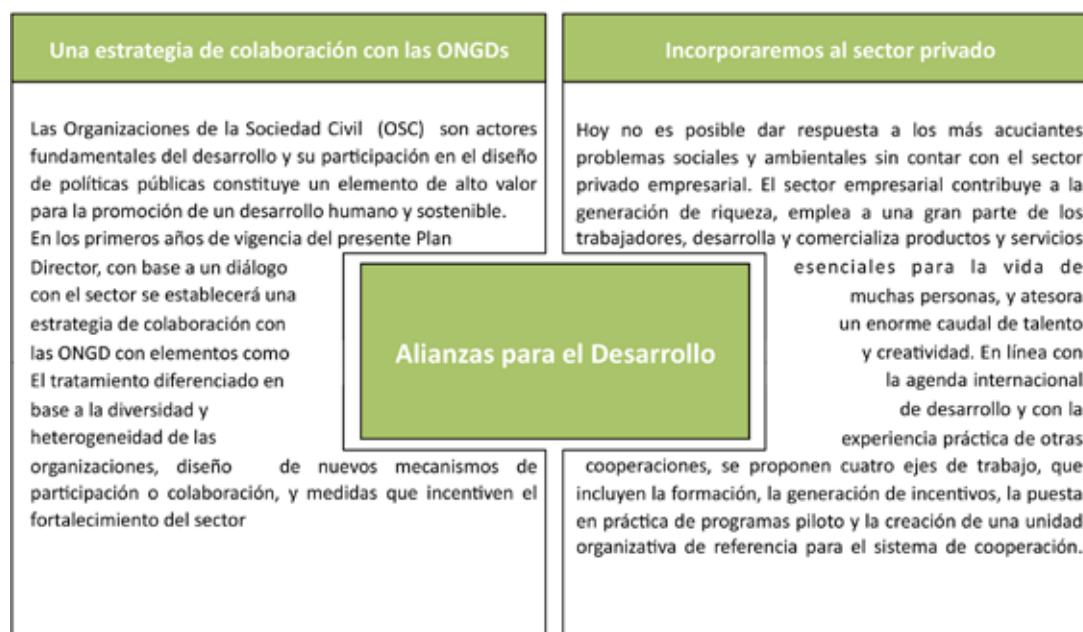 Una estrategia de colaboración con las ONGDs
Las Organizaciones de la Sociedad Civil (OSC) son actores
fundamentales del desarrollo y su participación en el diseño
de políticas públicas constituye un elemento de alto valor
para la promoción de un desarrollo humano y sostenible.
En los primeros años de vigencia del presente Plan
Director, con base a un diálogo
con el sector se establecerá una
estrategia de colaboración con
las ONGD con elementos como
El tratamiento diferenciado en
base a la diversidad y
heterogeneidad de las
organizaciones, diseño de nuevos mecanismos de
participación o colaboración, y medidas que incentiven el
fortalecimiento del sector
Alianzas para el Desarrollo
Incorporaremos al sector privado
Hoy no es posible dar respuesta a los más acuciantes
problemas sociales y ambientales sin contar con el sector
privado empresarial. El sector empresarial contribuye a la
generación de riqueza, emplea a una gran parte de los
trabajadores, desarrolla y comercializa productos y servicios
esenciales para la vida de
muchas personas, y atesora
un enorme caudal de talento
y creatividad. En línea con
la agenda internacional
de desarrollo y con la
experiencia práctica de otras
cooperaciones, se proponen cuatro ejes de trabajo, que
incluyen la formación, la generación de incentivos, la puesta
en práctica de programas piloto y la creación de una unidad
organizativa de referencia para el sistema de cooperación.